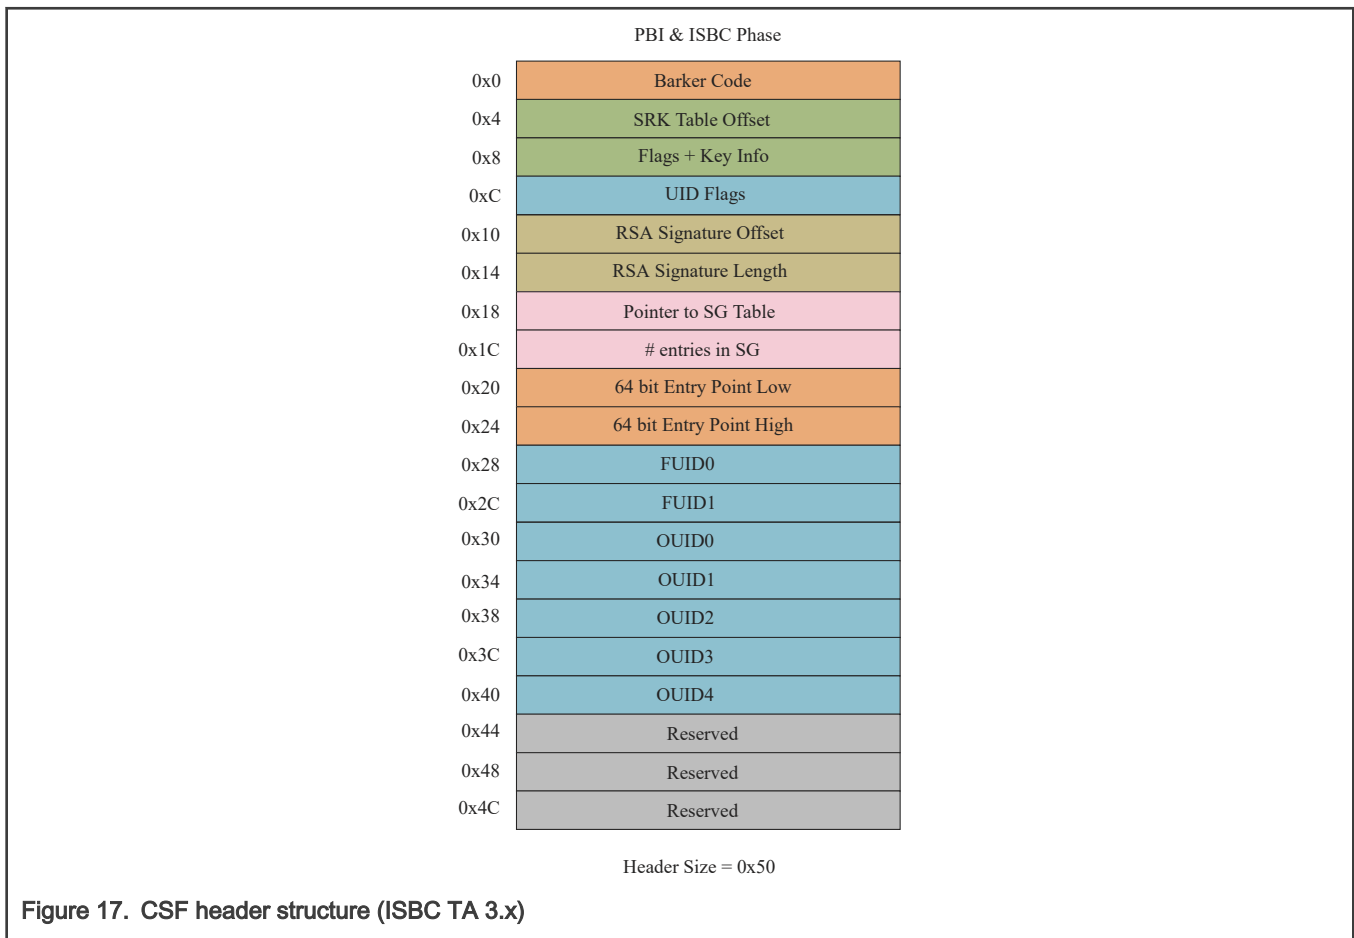 PBI & ISBC Phase
0x0 Barker Code
0x4 SRK Table Offset
0x8 Flags + Key Info
0xC UID Flags
0x10 RSA Signature Offset
0x14 RSA Signature Length
0x18 Pointer to SG Table
0x1C # entries in SG
0x20 64 bit Entry Point Low
0x24 64 bit Entry Point High
0x28 FUID0
0x2C FUID1
0x30 OUID0
0x34 OUID1
0x38 OUID2
0x3C OUID3
0x40 OUID4
0x44 Reserved
0x48 Reserved
0x4C Reserved
Header Size = 0x50
Figure 17. CSF header structure (ISBC TA 3.x)